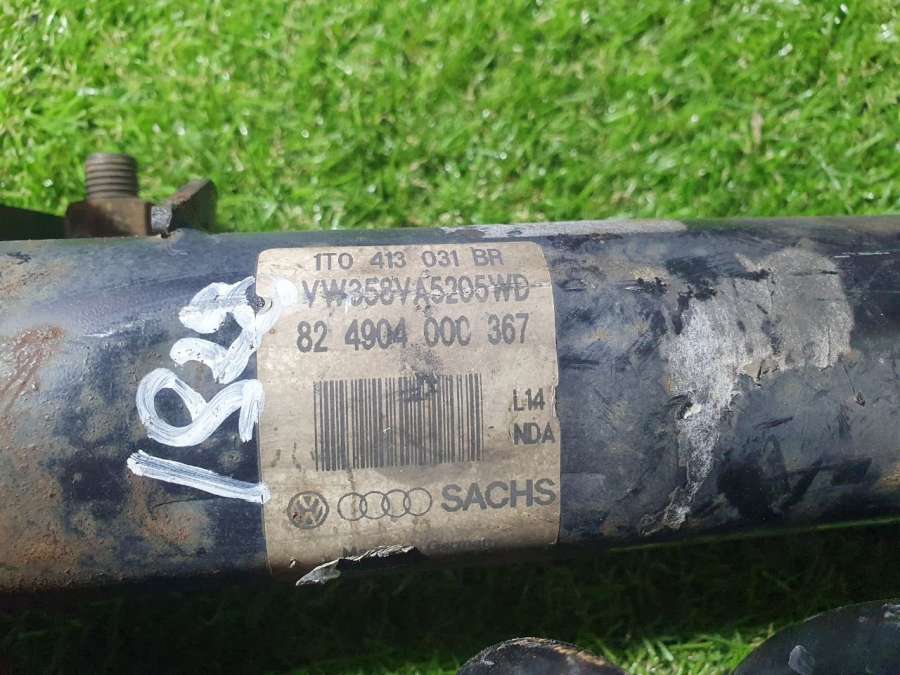 1T0 413 031 BR
VW358VA5205WD
82 4904 000 367
L14
NDA
SACHS